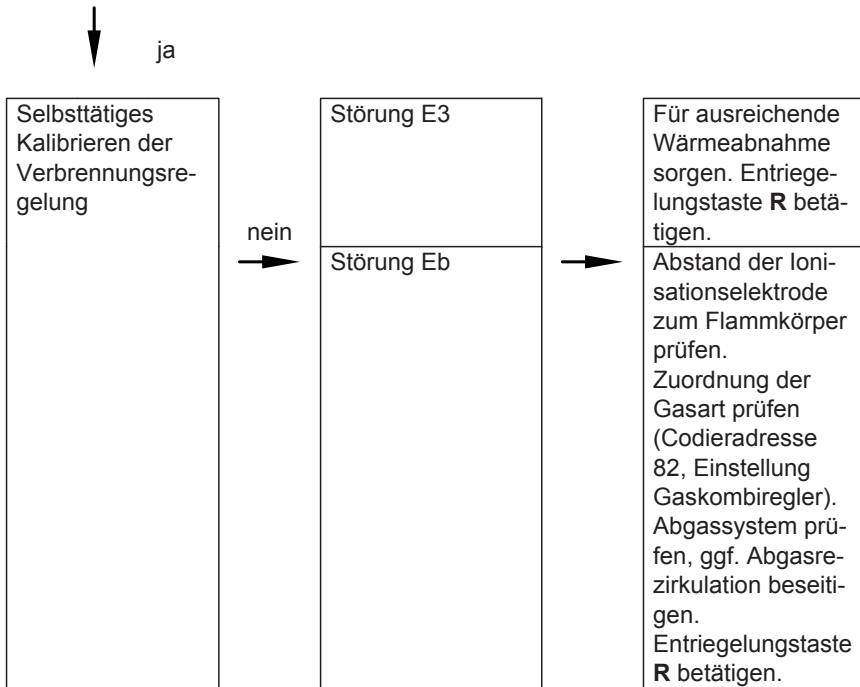 ja
Selbsttätiges
Kalibrieren der
Verbrennungsre-
gelung
nein
Störung E3
Für ausreichende
Wärmeabnahme
sorgen. Entriege-
lungstaste R betä-
tigen.
Störung Eb
Abstand der Ioni-
sationselektrode
zum Flammkörper
prüfen.
Zuordnung der
Gasart prüfen
(Codieradresse
82, Einstellung
Gaskombiregler).
Abgassystem prü-
fen, ggf. Abgasre-
zirkulation beseiti-
gen.
Entriegelungstaste
R betätigen.